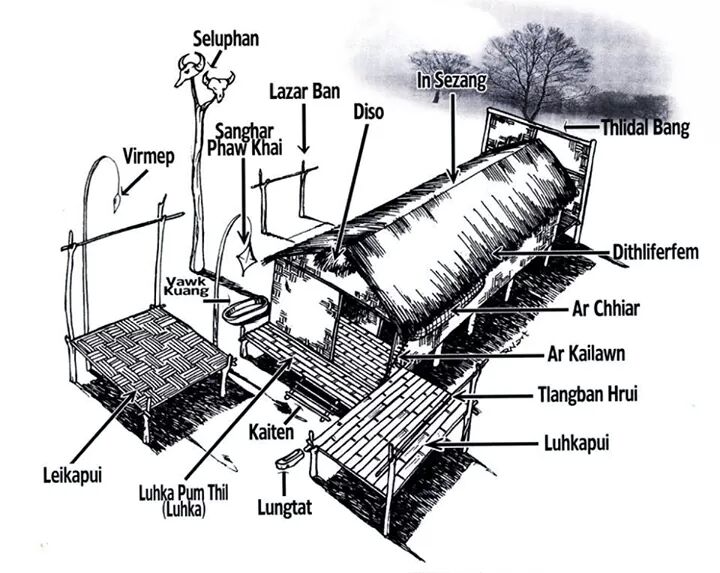 Seluphan
In Sezang
Lazar Ban
Diso
Sanghar
Phaw Khai
Thlidal Bang
Virmep
Dithliferfem
Vawk
Kuang
Ar Chhiar
Ar Kailawn
Tlangban Hrui
Kaiten
Luhkapui
Leikapui
Luhka Pum Thil
(Luhka)
Lungtat